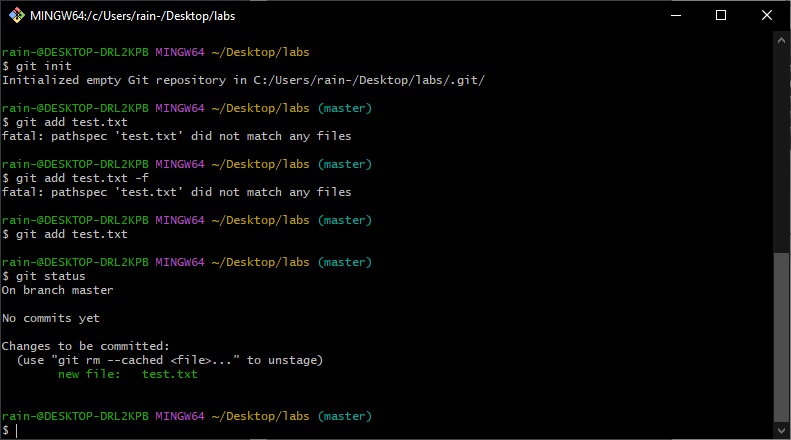 MINGW64:/c/Users/rain-/Desktop/labs
rain-@DESKTOP-DRL2KPB MINGW64 ~/Desktop/labs
$ git init
Initialized empty Git repository in C:/Users/rain-/Desktop/labs/.git/
rain-@DESKTOP-DRL2KPB MINGW64 ~/Desktop/labs (master)
$ git add test.txt
fatal: pathspec 'test.txt' did not match any files
rain-@DESKTOP-DRL2KPB MINGW64 ~/Desktop/labs (master)
$ git add test.txt -f
fatal: pathspec 'test.txt' did not match any files
rain-@DESKTOP-DRL2KPB MINGW64 ~/Desktop/labs (master)
$ git add test.txt
rain-@DESKTOP-DRL2KPB MINGW64 ~/Desktop/labs (master)
$ git status
On branch master
No commits yet
Changes to be committed:
  (use "git rm --cached <file>..." to unstage)
        new file:   test.txt
rain-@DESKTOP-DRL2KPB MINGW64 ~/Desktop/labs (master)
$